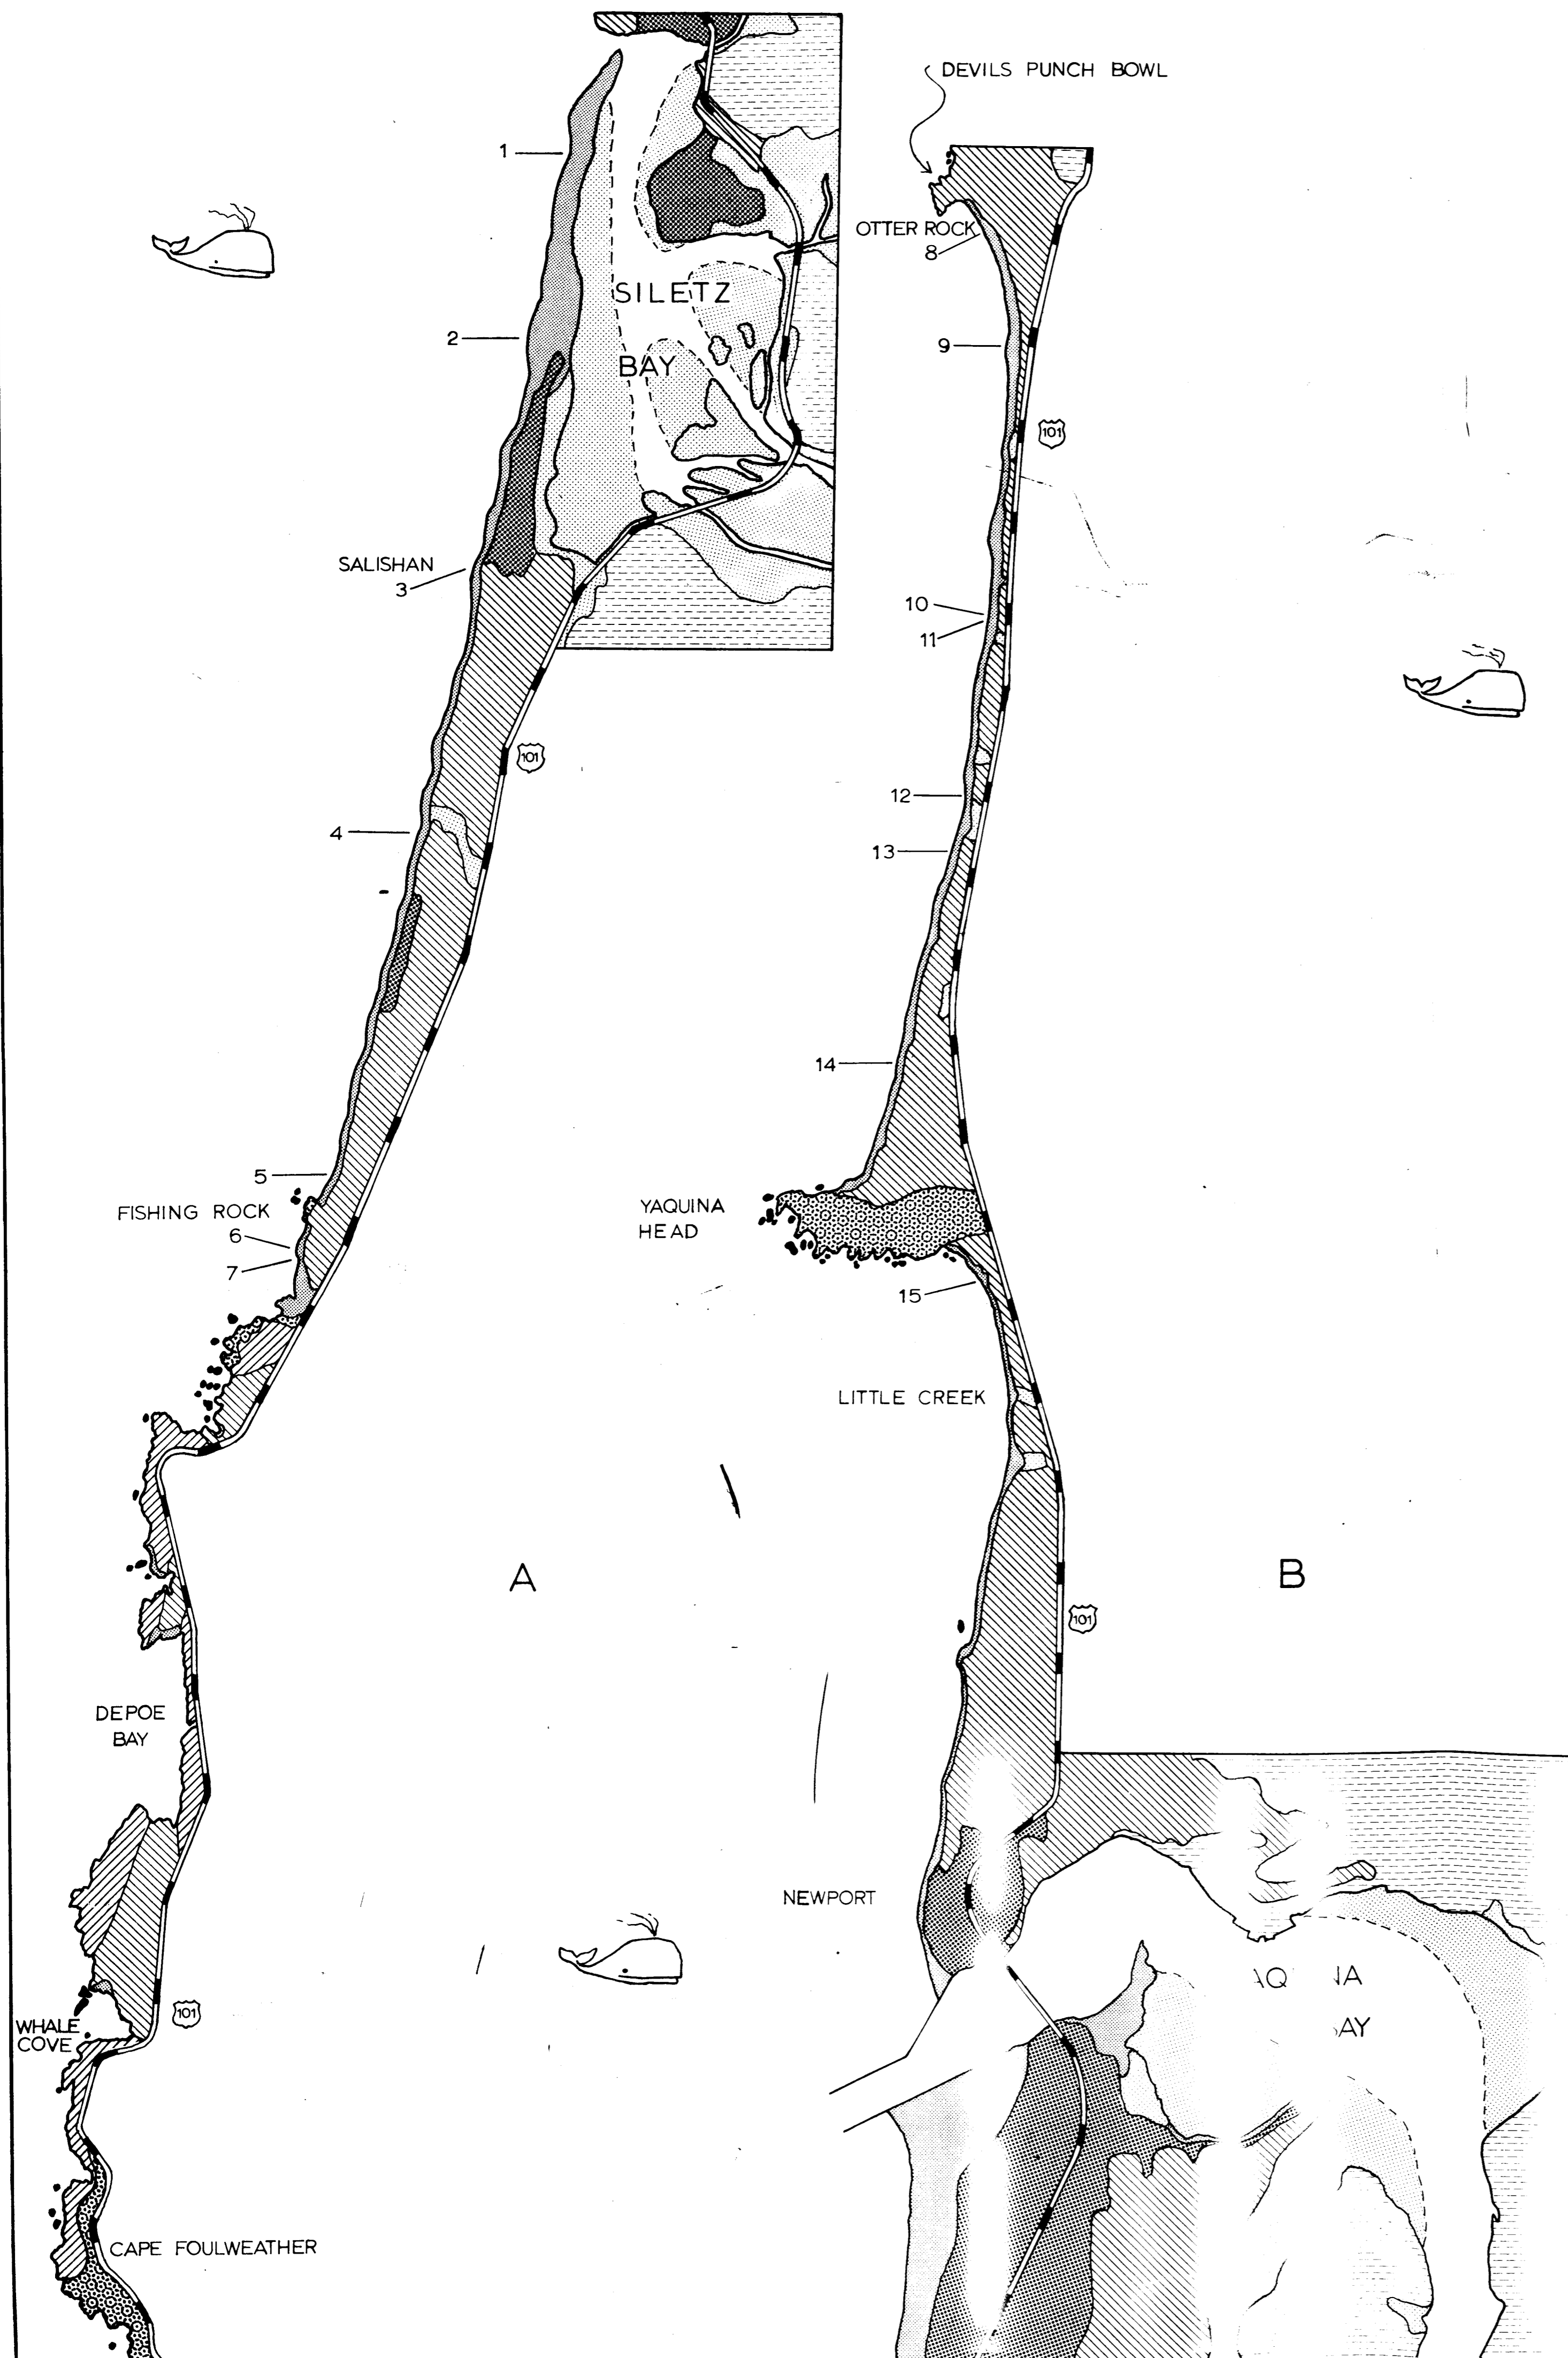 1
2
SILETZ
BAY
SALISHAN
3
101
4
5
FISHING ROCK
6
7
DEPOE
BAY
101
WHALE
COVE
CAPE FOULWEATHER
A
DEVILS PUNCH BOWL
OTTER ROCK
8
9
101
10
11
12
13
14
YAQUINA
HEAD
15
LITTLE CREEK
B
101
NEWPORT